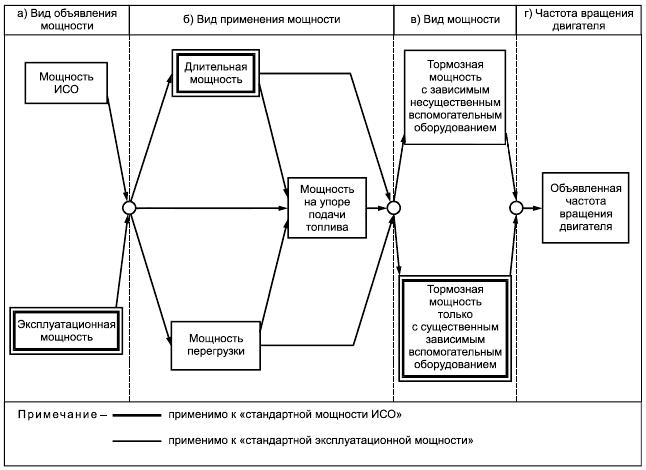 а) Вид объявления
мощности
б) Вид применения мощности
в) Вид мощности
г) Частота вращения
двигателя
Мощность
ИСО
Длительная
мощность
Тормозная
мощность
с зависимым
несущественным
вспомогательным
оборудованием
Мощность
на упоре
подачи
топлива
Объявленная
частота
вращения
двигателя
Эксплуатационная
мощность
Мощность
перегрузки
Тормозная
мощность
только
с существенным
зависимым
вспомогательным
оборудованием
Примечание – применимо к «стандартной мощности ИСО»
применимо к «стандартной эксплуатационной мощности»